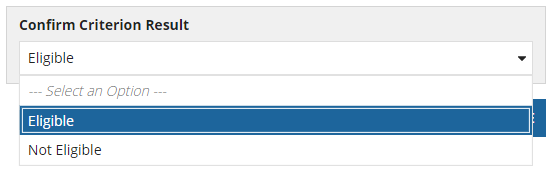 Confirm Criterion Result
Eligible
--- Select an Option ---
Eligible
Not Eligible